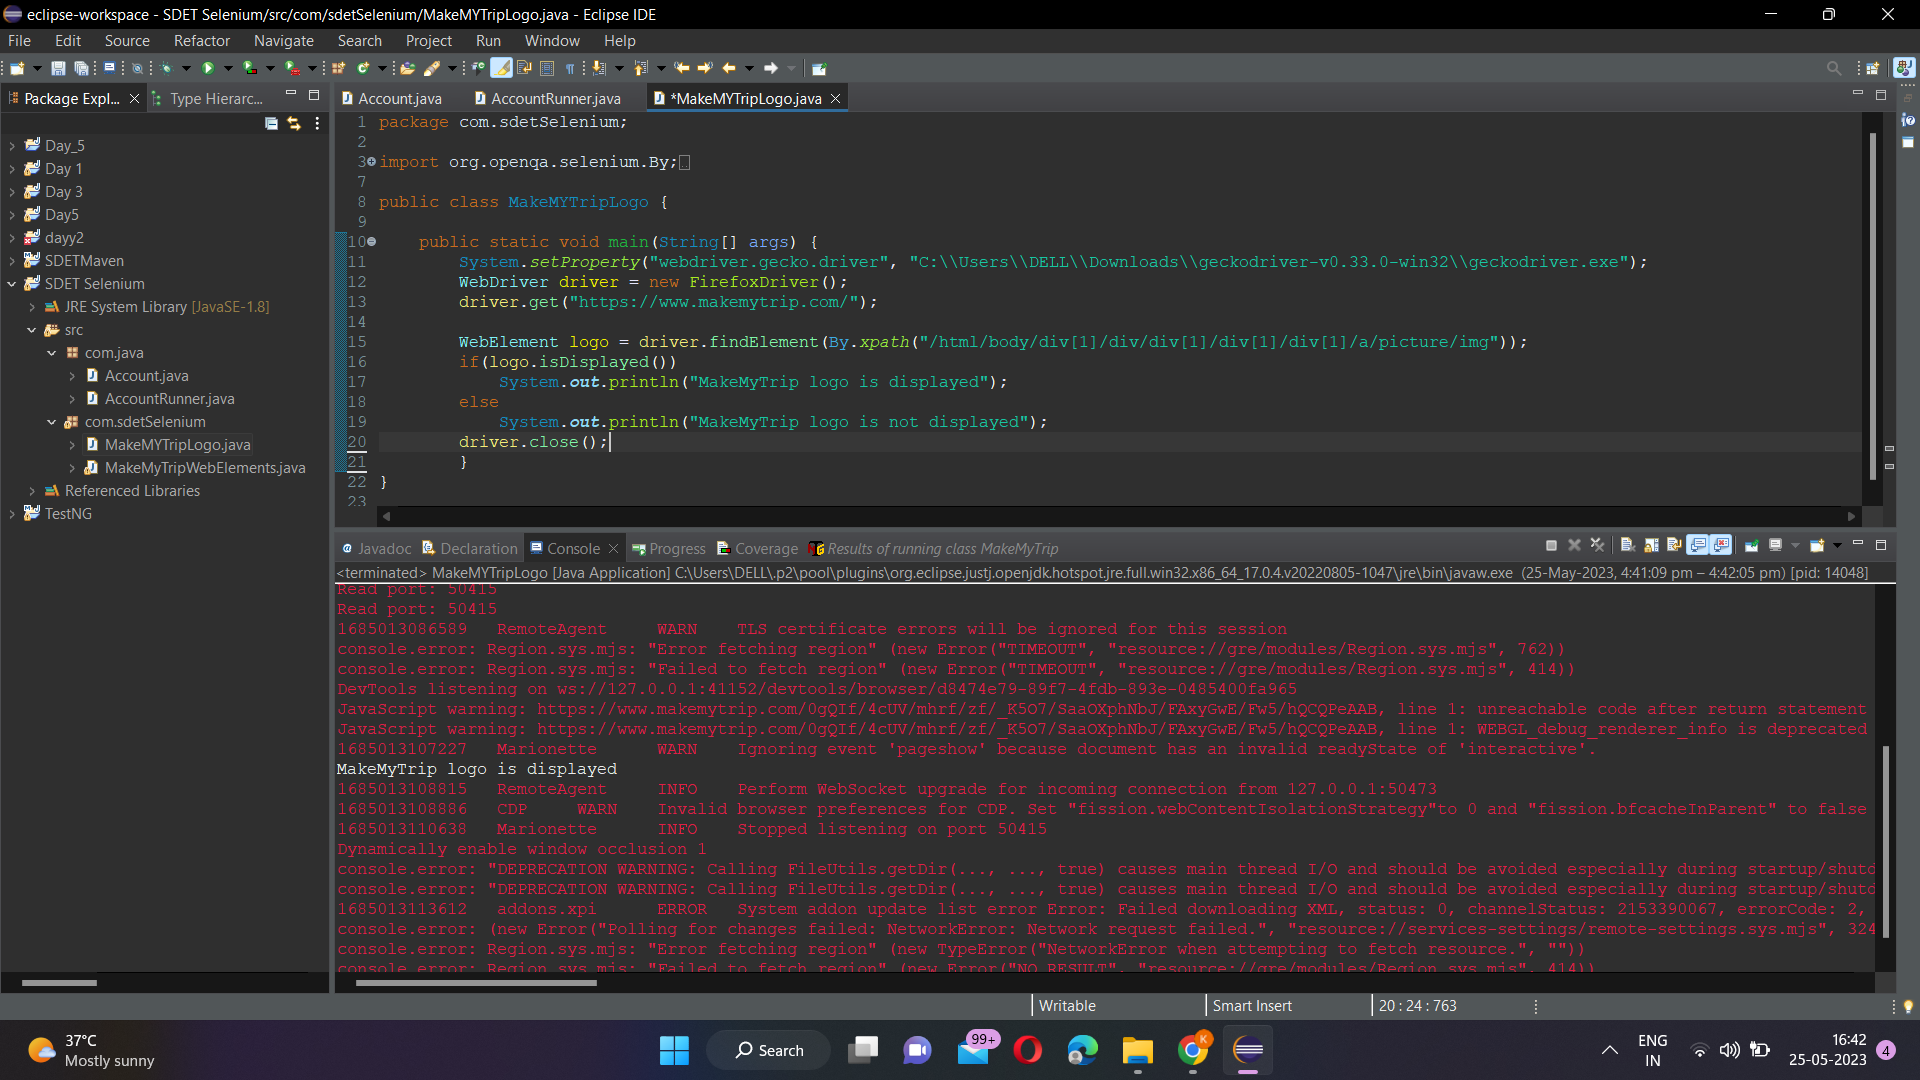 eclipse-workspace - SDET Selenium/src/com/sdetSelenium/MakeMYTripLogo.java - Eclipse IDE
File Edit Source Refactor Navigate Search Project Run Window Help
Package Expl... Type Hierarc...
Account.java AccountRunner.java *MakeMYTripLogo.java
Day_5
Day 1
Day 3
Day5
dayy2
SDETMaven
SDET Selenium
JRE System Library [JavaSE-1.8]
src
com.java
Account.java
AccountRunner.java
com.sdetSelenium
MakeMYTripLogo.java
MakeMyTripWebElements.java
Referenced Libraries
TestNG
1 package com.sdetSelenium;
2
3 import org.openqa.selenium.By;
7
8 public class MakeMYTripLogo {
9
10 public static void main(String[] args) {
11 System.setProperty("webdriver.gecko.driver", "C:\\Users\\DELL\\Downloads\\geckodriver-v0.33.0-win32\\geckodriver.exe");
12 WebDriver driver = new FirefoxDriver();
13 driver.get("https://www.makemytrip.com/");
14
15 WebElement logo = driver.findElement(By.xpath("/html/body/div[1]/div/div[1]/div[1]/div[1]/a/picture/img"));
16 if(logo.isDisplayed())
17 System.out.println("MakeMyTrip logo is displayed");
18 else
19 System.out.println("MakeMyTrip logo is not displayed");
20 driver.close();
21 }
22 }
23
Javadoc Declaration Console Progress Coverage Results of running class MakeMyTrip
<terminated> MakeMYTripLogo [Java Application] C:\Users\DELL\.p2\pool\plugins\org.eclipse.justj.openjdk.hotspot.jre.full.win32.x86_64_17.0.4.v20220805-1047\jre\bin\javaw.exe (25-May-2023, 4:41:09 pm – 4:42:05 pm) [pid: 14048]
Read port: 50415
Read port: 50415
1685013086589 RemoteAgent WARN TLS certificate errors will be ignored for this session
console.error: Region.sys.mjs: "Error fetching region" (new Error("TIMEOUT", "resource://gre/modules/Region.sys.mjs", 762))
console.error: Region.sys.mjs: "Failed to fetch region" (new Error("TIMEOUT", "resource://gre/modules/Region.sys.mjs", 414))
DevTools listening on ws://127.0.0.1:41152/devtools/browser/d8474e79-89f7-4fdb-893e-0485400fa965
JavaScript warning: https://www.makemytrip.com/0gQIf/4cUV/mhrf/zf/_K5O7/SaaOXphNbJ/FAxyGwE/Fw5/hQCQPeAAB, line 1: unreachable code after return statement
JavaScript warning: https://www.makemytrip.com/0gQIf/4cUV/mhrf/zf/_K5O7/SaaOXphNbJ/FAxyGwE/Fw5/hQCQPeAAB, line 1: WEBGL_debug_renderer_info is deprecated
1685013107227 Marionette WARN Ignoring event 'pageshow' because document has an invalid readyState of 'interactive'.
MakeMyTrip logo is displayed
1685013108815 RemoteAgent INFO Perform WebSocket upgrade for incoming connection from 127.0.0.1:50473
1685013108886 CDP WARN Invalid browser preferences for CDP. Set "fission.webContentIsolationStrategy"to 0 and "fission.bfcacheInParent" to false
1685013110638 Marionette INFO Stopped listening on port 50415
Dynamically enable window occlusion 1
console.error: "DEPRECATION WARNING: Calling FileUtils.getDir(..., ..., true) causes main thread I/O and should be avoided especially during startup/shutd
console.error: "DEPRECATION WARNING: Calling FileUtils.getDir(..., ..., true) causes main thread I/O and should be avoided especially during startup/shutd
1685013113612 addons.xpi ERROR System addon update list error Error: Failed downloading XML, status: 0, channelStatus: 2153390067, errorCode: 2,
console.error: (new Error("Polling for changes failed: NetworkError: Network request failed.", "resource://services-settings/remote-settings.sys.mjs", 324
console.error: Region.sys.mjs: "Error fetching region" (new TypeError("NetworkError when attempting to fetch resource.", ""))
console.error: Region.sys.mjs: "Failed to fetch region" (new Error("NO_RESULT", "resource://gre/modules/Region.sys.mjs", 414))
Writable Smart Insert 20 : 24 : 763
37°C
Mostly sunny
Search
99+
K
ENG
IN
16:42
25-05-2023
4